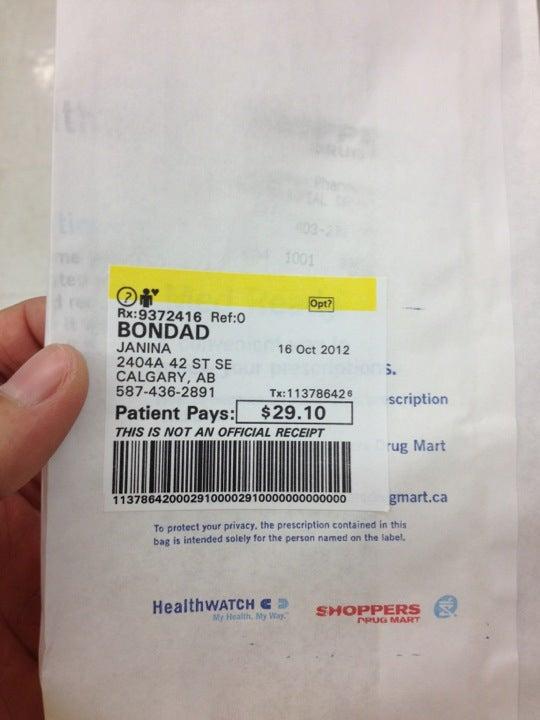 Opt?
Rx:9372416 Ref:0
BONDAD
JANINA 16 Oct 2012
2404A 42 ST SE
CALGARY, AB
587-436-2891 Tx:113786426
Patient Pays: $29.10
THIS IS NOT AN OFFICIAL RECEIPT
11378642000291000029100000000000000
s.
scription
Drug Mart
gmart.ca
To protect your privacy, the prescription contained in this
bag is intended solely for the person named on the label.
HealthWATCH
My Health. My Way.™
SHOPPERS
DRUG MART